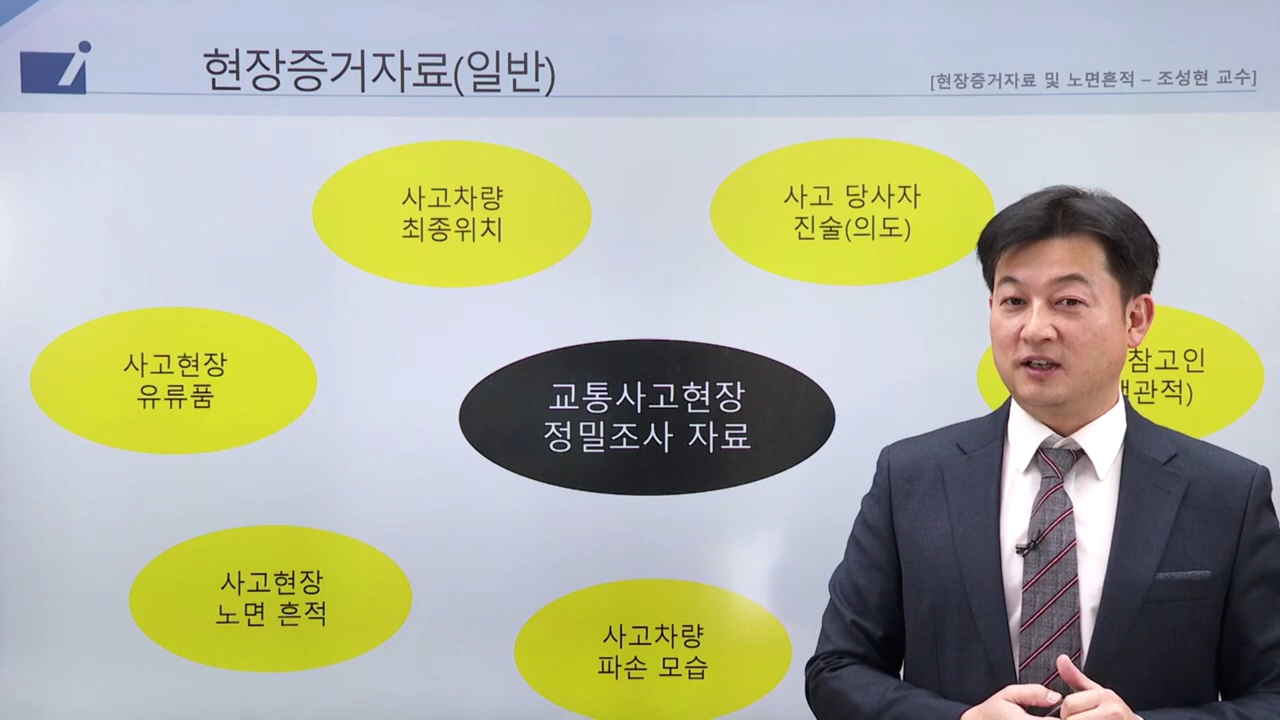 현장증거자료(일반)
[현장증거자료 및 노면흔적 – 조성현 교수]
사고차량
최종위치
사고 당사자
진술(의도)
사고현장
유류품
교통사고현장
정밀조사 자료
참고인
사고현장
노면 흔적
사고차량
파손 모습